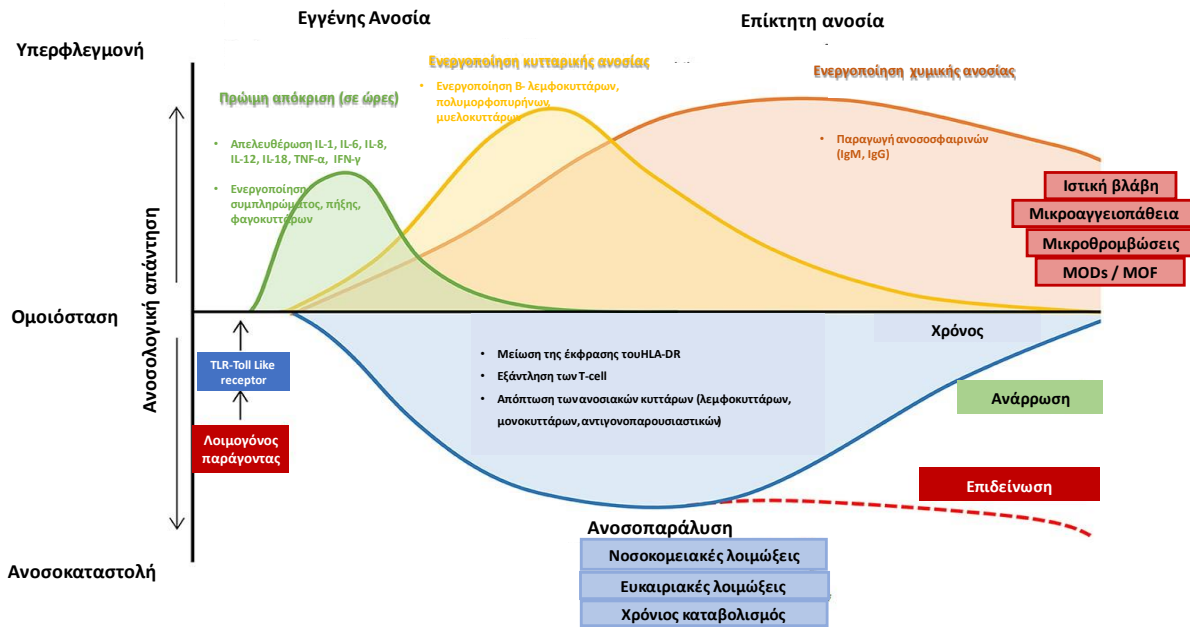 Εγγένης Ανοσία
Επίκτητη ανοσία
Υπερφλεγμονή
Ενεργοποίηση κυτταρικής ανοσίας
Ενεργοποίηση χυμικής ανοσίας
• Ενεργοποίηση Β- λεμφοκυττάρων,
πολυμορφοπυρήνων,
μυελοκυττάρων
Πρώιμη απόκριση (σε ώρες)
• Απελευθέρωση IL-1, IL-6, IL-8,
IL-12, IL-18, TNF-α, IFN-γ
• Ενεργοποίηση
συμπληρώματος, πήξης,
φαγοκυττάρων
• Παραγωγή ανοσοσφαιρινών
(IgM, IgG)
Ιστική βλάβη
Μικροαγγειοπάθεια
Μικροθρομβώσεις
MODs / MOF
Ανοσολογική απάντηση
Ομοιόσταση
Χρόνος
TLR-Toll Like
receptor
Λοιμογόνος
παράγοντας
• Μείωση της έκφρασης τουHLA-DR
• Εξάντληση των T-cell
• Απόπτωση των ανοσιακών κυττάρων (λεμφοκυττάρων,
μονοκυττάρων, αντιγονοπαρουσιαστικών)
Ανάρρωση
Επιδείνωση
Ανοσοπαράλυση
Νοσοκομειακές λοιμώξεις
Ευκαιριακές λοιμώξεις
Χρόνιος καταβολισμός
Ανοσοκαταστολή